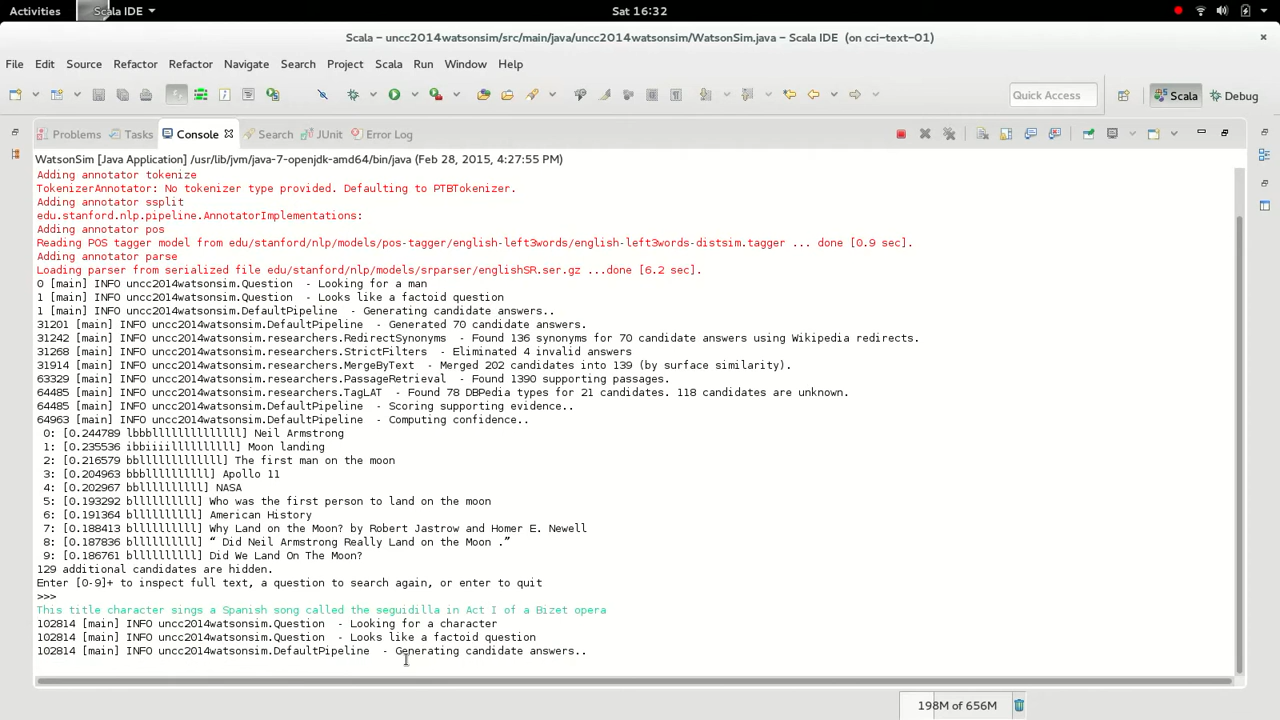 Activities Scala IDE Sat 16:32
Scala – uncc2014watsonsim/src/main/java/uncc2014watsonsim/WatsonSim.java – Scala IDE (on cci-text-01)
File Edit Source Refactor Refactor Navigate Search Project Scala Run Window Help
Quick Access Scala Debug
Problems Tasks Console Search JUnit Error Log
WatsonSim [Java Application] /usr/lib/jvm/java-7-openjdk-amd64/bin/java (Feb 28, 2015, 4:27:55 PM)
Adding annotator tokenize
TokenizerAnnotator: No tokenizer type provided. Defaulting to PTBTokenizer.
Adding annotator ssplit
edu.stanford.nlp.pipeline.AnnotatorImplementations:
Adding annotator pos
Reading POS tagger model from edu/stanford/nlp/models/pos-tagger/english-left3words/english-left3words-distsim.tagger ... done [0.9 sec].
Adding annotator parse
Loading parser from serialized file edu/stanford/nlp/models/srparser/englishSR.ser.gz ...done [6.2 sec].
0 [main] INFO uncc2014watsonsim.Question - Looking for a man
1 [main] INFO uncc2014watsonsim.Question - Looks like a factoid question
1 [main] INFO uncc2014watsonsim.DefaultPipeline - Generating candidate answers..
31201 [main] INFO uncc2014watsonsim.DefaultPipeline - Generated 70 candidate answers.
31242 [main] INFO uncc2014watsonsim.researchers.RedirectSynonyms - Found 136 synonyms for 70 candidate answers using Wikipedia redirects.
31268 [main] INFO uncc2014watsonsim.researchers.StrictFilters - Eliminated 4 invalid answers
31914 [main] INFO uncc2014watsonsim.researchers.MergeByText - Merged 202 candidates into 139 (by surface similarity).
63329 [main] INFO uncc2014watsonsim.researchers.PassageRetrieval - Found 1390 supporting passages.
64485 [main] INFO uncc2014watsonsim.researchers.TagLAT - Found 78 DBPedia types for 21 candidates. 118 candidates are unknown.
64485 [main] INFO uncc2014watsonsim.DefaultPipeline - Scoring supporting evidence..
64963 [main] INFO uncc2014watsonsim.DefaultPipeline - Computing confidence..
0: [0.244789 lbbbllllllllllllll] Neil Armstrong
1: [0.235536 ibbiiiillllllllll] Moon landing
2: [0.216579 bbllllllllllllll] The first man on the moon
3: [0.204963 bbblllllllllll] Apollo 11
4: [0.202967 bbllllllllll] NASA
5: [0.193292 bllllllllll] Who was the first person to land on the moon
6: [0.191364 bllllllllll] American History
7: [0.188413 bllllllllll] Why Land on the Moon? by Robert Jastrow and Homer E. Newell
8: [0.187836 bllllllllll] “ Did Neil Armstrong Really Land on the Moon .”
9: [0.186761 bllllllllll] Did We Land On The Moon?
129 additional candidates are hidden.
Enter [0-9]+ to inspect full text, a question to search again, or enter to quit
>>>
This title character sings a Spanish song called the seguidilla in Act I of a Bizet opera
102814 [main] INFO uncc2014watsonsim.Question - Looking for a character
102814 [main] INFO uncc2014watsonsim.Question - Looks like a factoid question
102814 [main] INFO uncc2014watsonsim.DefaultPipeline - Generating candidate answers..
198M of 656M